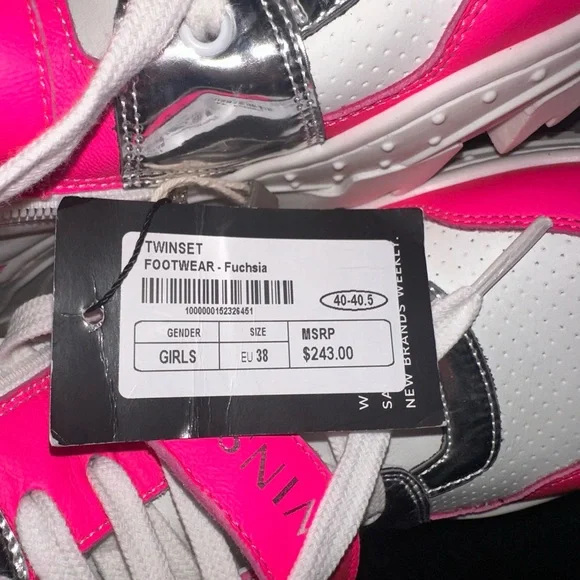 TWINSET
FOOTWEAR - Fuchsia
1000000152326451
40-40.5
GENDER
SIZE
MSRP
GIRLS
EU 38
$243.00
NEW BRANDS WEEKLY.